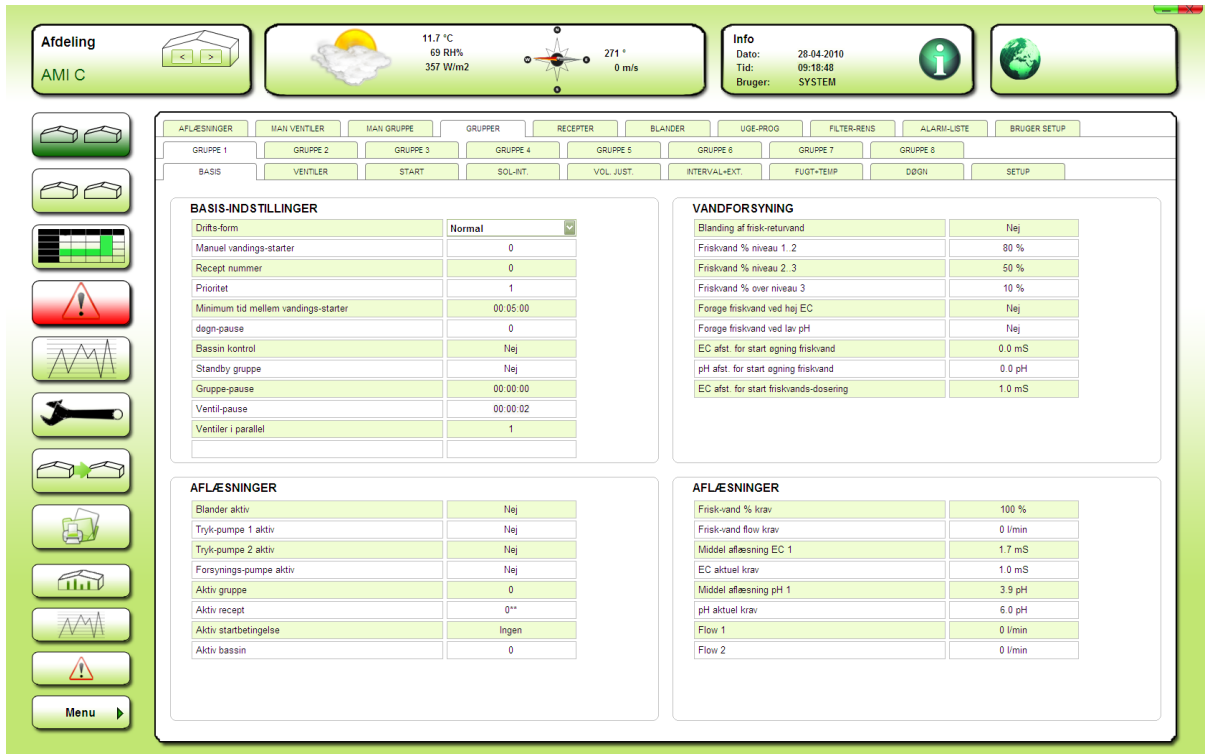 Afdeling
AMI C
< >
11.7 °C
69 RH%
357 W/m2
271 °
0 m/s
Info
Dato: 28-04-2010
Tid: 09:18:48
Bruger: SYSTEM
AFLÆSNINGER MAN VENTILER MAN GRUPPE GRUPPER RECEPTER BLANDER UGE-PROG FILTER-RENS ALARM-LISTE BRUGER SETUP
GRUPPE 1 GRUPPE 2 GRUPPE 3 GRUPPE 4 GRUPPE 5 GRUPPE 6 GRUPPE 7 GRUPPE 8
BASIS VENTILER START SOL-INT. VOL. JUST. INTERVAL+EXT. FUGT+TEMP DØGN SETUP
BASIS-INDSTILLINGER
Drifts-form Normal
Manuel vandings-starter 0
Recept nummer 0
Prioritet 1
Minimum tid mellem vandings-starter 00:05:00
døgn-pause 0
Bassin kontrol Nej
Standby gruppe Nej
Gruppe-pause 00:00:00
Ventil-pause 00:00:02
Ventiler i parallel 1
VANDFORSYNING
Blanding af frisk-returvand Nej
Friskvand % niveau 1..2 80 %
Friskvand % niveau 2..3 50 %
Friskvand % over niveau 3 10 %
Forøge friskvand ved høj EC Nej
Forøge friskvand ved lav pH Nej
EC afst. for start øgning friskvand 0.0 mS
pH afst. for start øgning friskvand 0.0 pH
EC afst. for start friskvands-dosering 1.0 mS
AFLÆSNINGER
Blander aktiv Nej
Tryk-pumpe 1 aktiv Nej
Tryk-pumpe 2 aktiv Nej
Forsynings-pumpe aktiv Nej
Aktiv gruppe 0
Aktiv recept 0**
Aktiv startbetingelse Ingen
Aktiv bassin 0
AFLÆSNINGER
Frisk-vand % krav 100 %
Frisk-vand flow krav 0 l/min
Middel aflæsning EC 1 1.7 mS
EC aktuel krav 1.0 mS
Middel aflæsning pH 1 3.9 pH
pH aktuel krav 6.0 pH
Flow 1 0 l/min
Flow 2 0 l/min
Menu